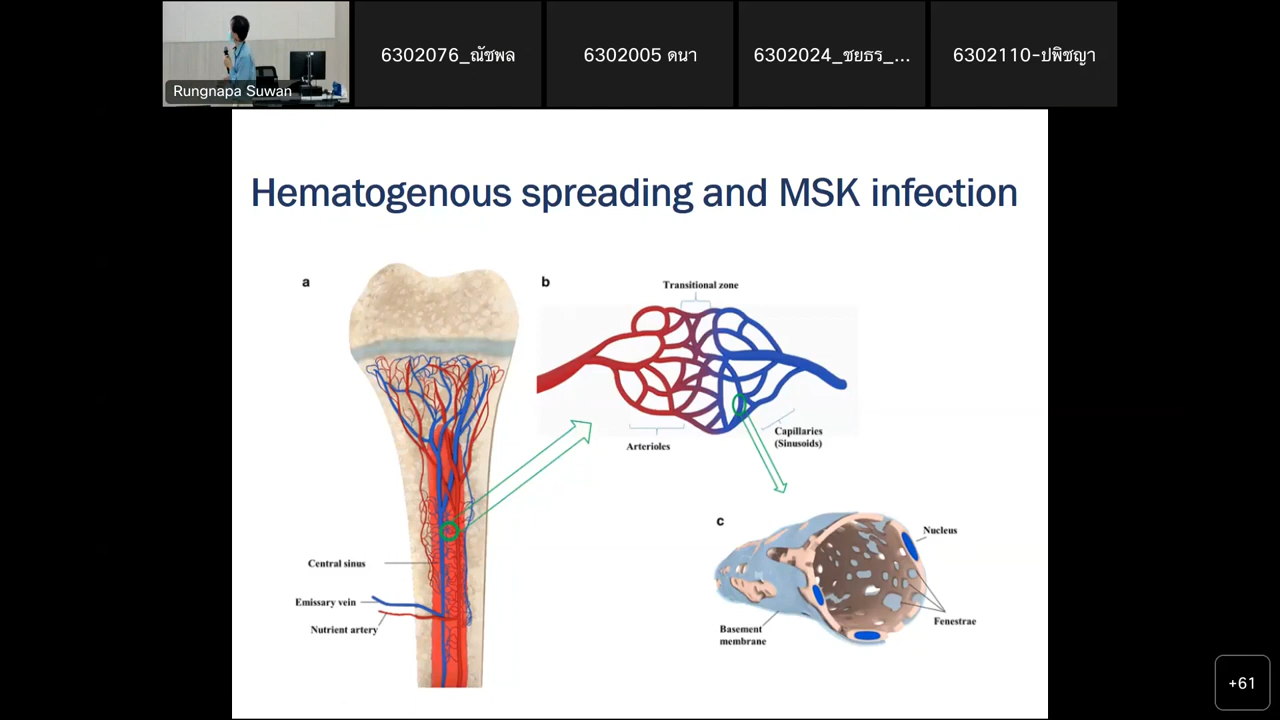 Rungnapa Suwan
6302076_ณัชพล
6302005 ดนา
6302024_ชยธร_...
6302110-ปพิชญา
Hematogenous spreading and MSK infection
a
b
Transitional zone
Arterioles
Capillaries
(Sinusoids)
c
Nucleus
Fenestrae
Basement
membrane
Central sinus
Emissary vein
Nutrient artery
+61